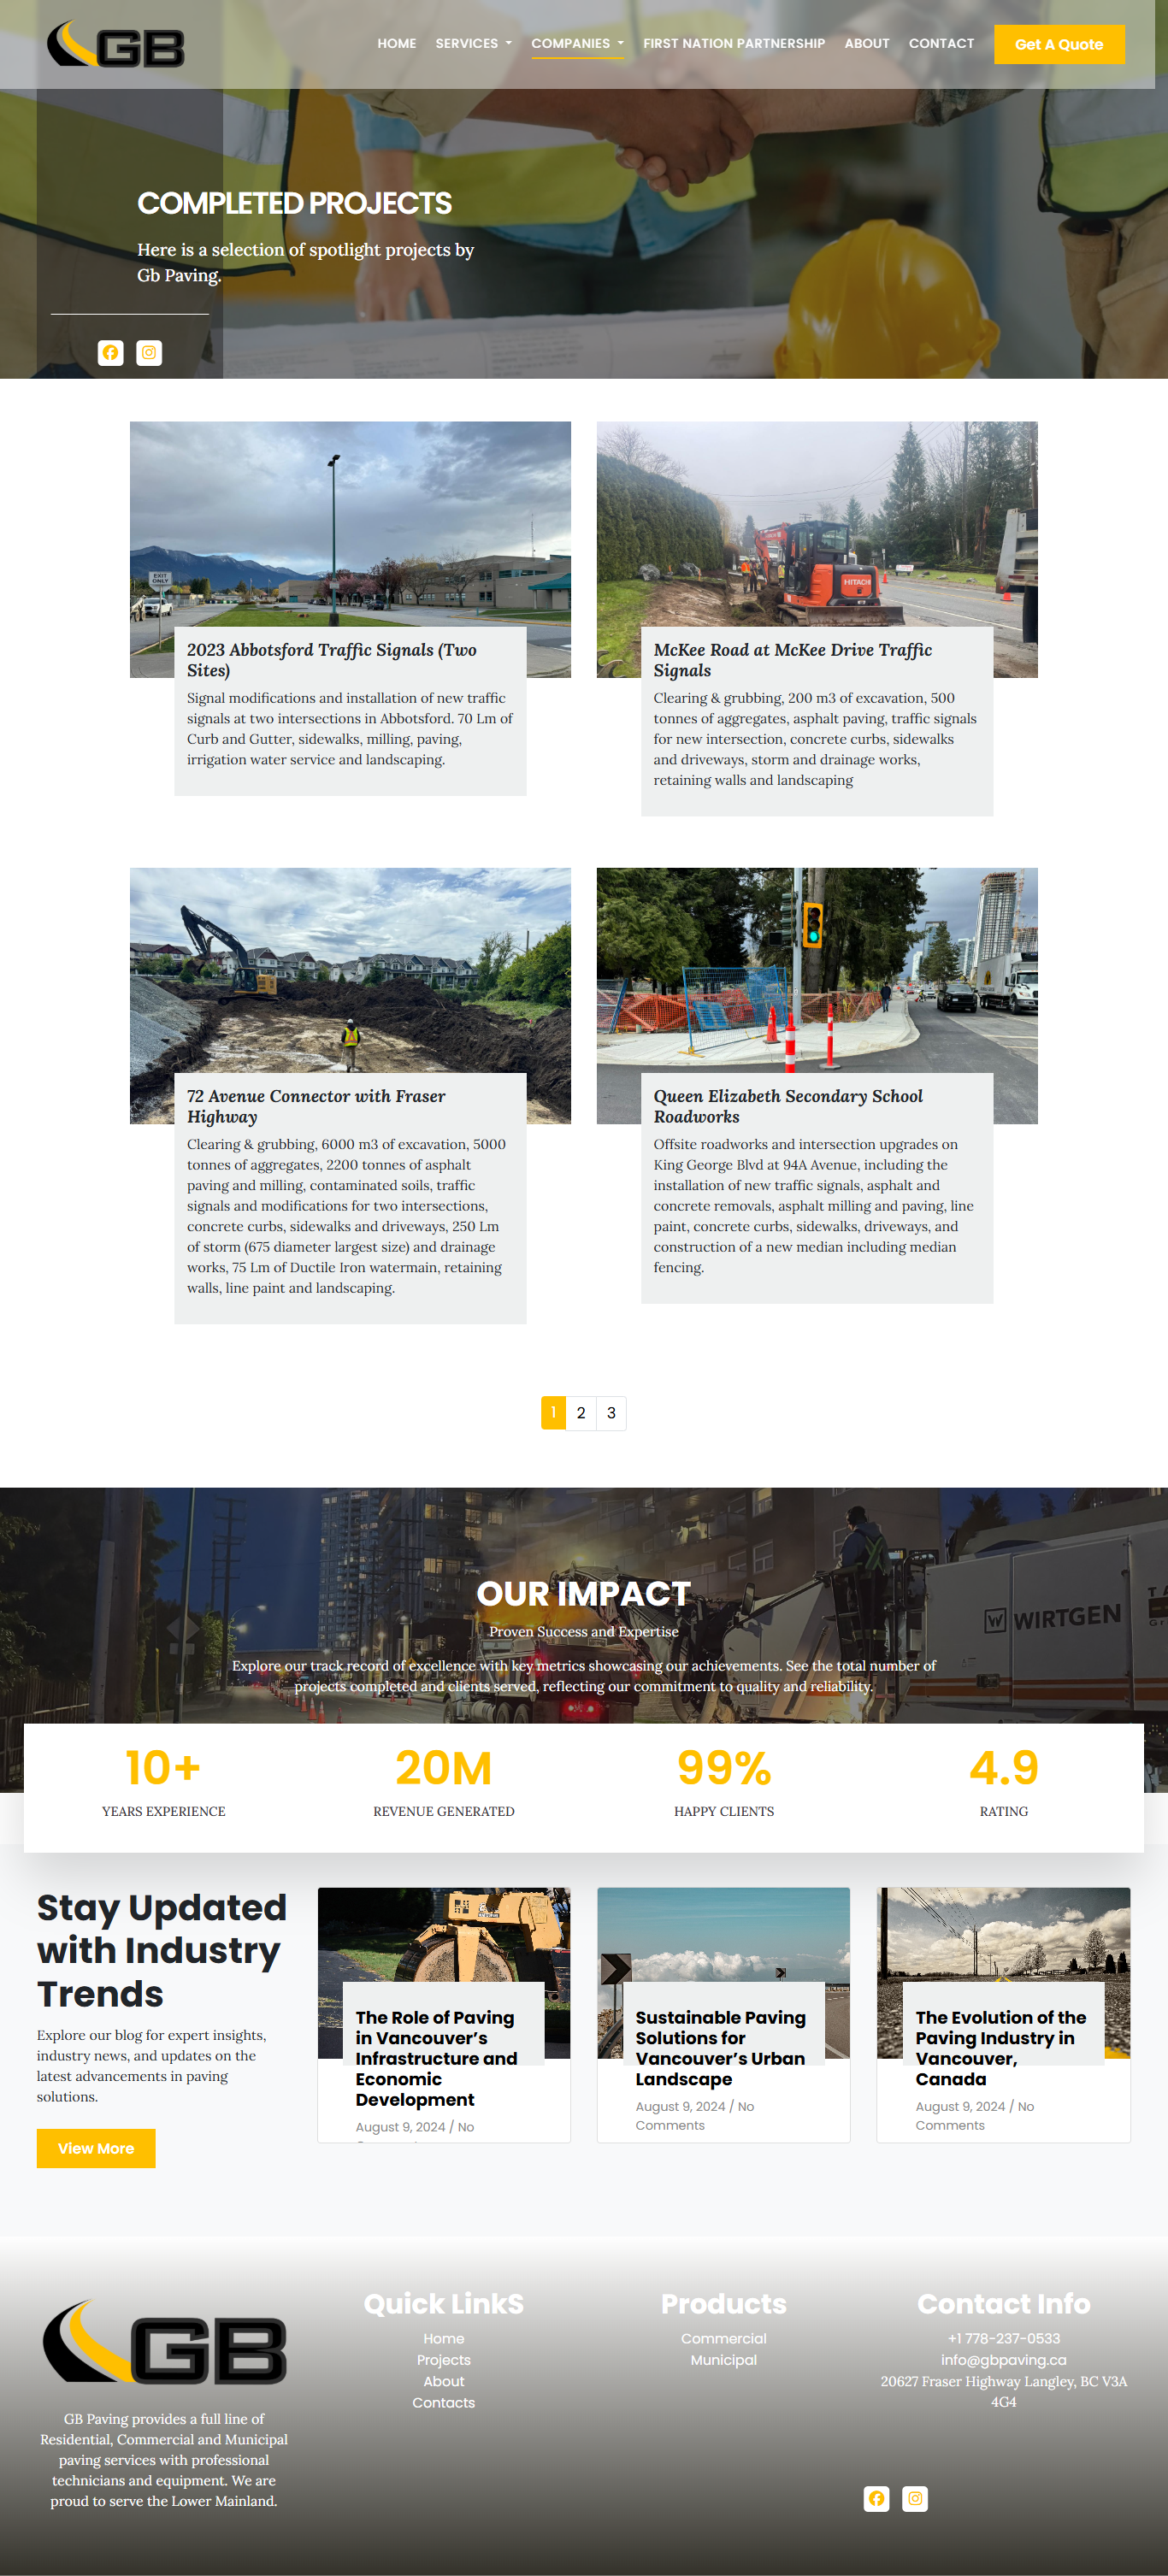 GB
HOME SERVICES COMPANIES FIRST NATION PARTNERSHIP ABOUT CONTACT Get A Quote
COMPLETED PROJECTS
Here is a selection of spotlight projects by
Gb Paving.
EXIT
ONLY
HITACHI
2023 Abbotsford Traffic Signals (Two
Sites)
Signal modifications and installation of new traffic
signals at two intersections in Abbotsford. 70 Lm of
Curb and Gutter, sidewalks, milling, paving,
irrigation water service and landscaping.
McKee Road at McKee Drive Traffic
Signals
Clearing & grubbing, 200 m3 of excavation, 500
tonnes of aggregates, asphalt paving, traffic signals
for new intersection, concrete curbs, sidewalks
and driveways, storm and drainage works,
retaining walls and landscaping
72 Avenue Connector with Fraser
Highway
Clearing & grubbing, 6000 m3 of excavation, 5000
tonnes of aggregates, 2200 tonnes of asphalt
paving and milling, contaminated soils, traffic
signals and modifications for two intersections,
concrete curbs, sidewalks and driveways, 250 Lm
of storm (675 diameter largest size) and drainage
works, 75 Lm of Ductile Iron watermain, retaining
walls, line paint and landscaping.
Queen Elizabeth Secondary School
Roadworks
Offsite roadworks and intersection upgrades on
King George Blvd at 94A Avenue, including the
installation of new traffic signals, asphalt and
concrete removals, asphalt milling and paving, line
paint, concrete curbs, sidewalks, driveways, and
construction of a new median including median
fencing.
1 2 3
WIRTGEN
OUR IMPACT
Proven Success and Expertise
Explore our track record of excellence with key metrics showcasing our achievements. See the total number of
projects completed and clients served, reflecting our commitment to quality and reliability.
10+
YEARS EXPERIENCE
20M
REVENUE GENERATED
99%
HAPPY CLIENTS
4.9
RATING
Stay Updated
with Industry
Trends
Explore our blog for expert insights,
industry news, and updates on the
latest advancements in paving
solutions.
View More
The Role of Paving
in Vancouver’s
Infrastructure and
Economic
Development
August 9, 2024 / No
Sustainable Paving
Solutions for
Vancouver’s Urban
Landscape
August 9, 2024 / No
Comments
The Evolution of the
Paving Industry in
Vancouver,
Canada
August 9, 2024 / No
Comments
GB
GB Paving provides a full line of
Residential, Commercial and Municipal
paving services with professional
technicians and equipment. We are
proud to serve the Lower Mainland.
Quick LinkS
Home
Projects
About
Contacts
Products
Commercial
Municipal
Contact Info
+1 778-237-0533
info@gbpaving.ca
20627 Fraser Highway Langley, BC V3A
4G4